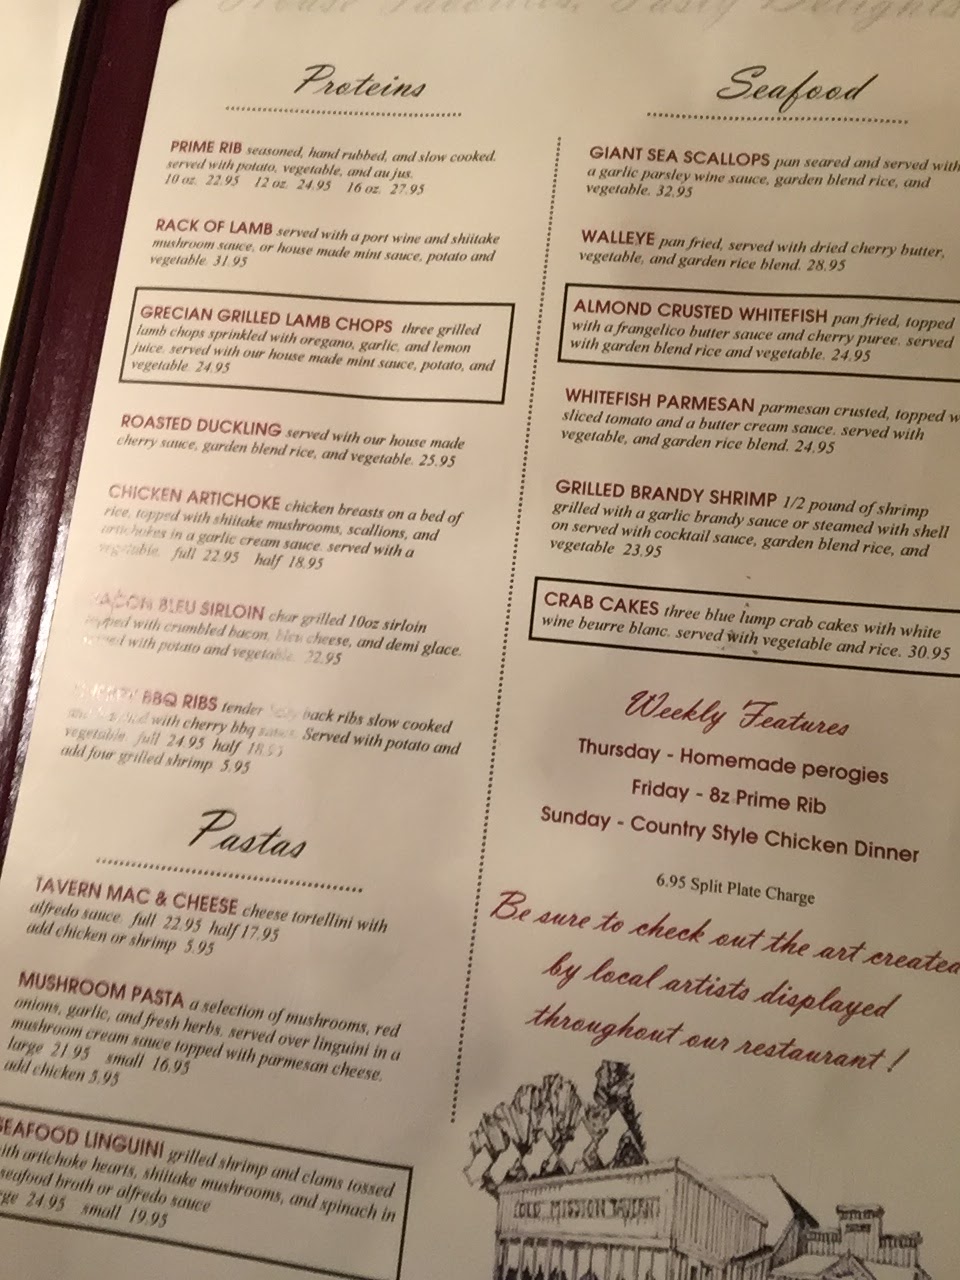 House Favorites, Tasty Delights
Proteins
PRIME RIB seasoned, hand rubbed, and slow cooked.
served with potato, vegetable, and au jus.
10 oz. 22.95 12 oz. 24.95 16 oz. 27.95
RACK OF LAMB served with a port wine and shiitake
mushroom sauce, or house made mint sauce, potato and
vegetable. 31.95
GRECIAN GRILLED LAMB CHOPS three grilled
lamb chops sprinkled with oregano, garlic, and lemon
juice. served with our house made mint sauce, potato, and
vegetable. 24.95
ROASTED DUCKLING served with our house made
cherry sauce, garden blend rice, and vegetable. 25.95
CHICKEN ARTICHOKE chicken breasts on a bed of
rice, topped with shiitake mushrooms, scallions, and
artichokes in a garlic cream sauce. served with a
vegetable. full 22.95 half 18.95
BACON BLEU SIRLOIN char grilled 10oz sirloin
topped with crumbled bacon, bleu cheese, and demi glace.
served with potato and vegetable. 22.95
BBQ RIBS tender baby back ribs slow cooked
with cherry bbq sauce. Served with potato and
vegetable. full 24.95 half 18.95
add four grilled shrimp 5.95
Pastas
TAVERN MAC & CHEESE cheese tortellini with
alfredo sauce. full 22.95 half 17.95
add chicken or shrimp 5.95
MUSHROOM PASTA a selection of mushrooms, red
onions, garlic, and fresh herbs. served over linguini in a
mushroom cream sauce topped with parmesan cheese.
large 21.95 small 16.95
add chicken 5.95
SEAFOOD LINGUINI grilled shrimp and clams tossed
ith artichoke hearts, shiitake mushrooms, and spinach in
seafood broth or alfredo sauce
rge 24.95 small 19.95
Seafood
GIANT SEA SCALLOPS pan seared and served with
a garlic parsley wine sauce, garden blend rice, and
vegetable. 32.95
WALLEYE pan fried, served with dried cherry butter,
vegetable, and garden rice blend. 28.95
ALMOND CRUSTED WHITEFISH pan fried, topped
with a frangelico butter sauce and cherry puree. served
with garden blend rice and vegetable. 24.95
WHITEFISH PARMESAN parmesan crusted, topped w
sliced tomato and a butter cream sauce. served with
vegetable, and garden rice blend. 24.95
GRILLED BRANDY SHRIMP 1/2 pound of shrimp
grilled with a garlic brandy sauce or steamed with shell
on served with cocktail sauce, garden blend rice, and
vegetable 23.95
CRAB CAKES three blue lump crab cakes with white
wine beurre blanc. served with vegetable and rice. 30.95
Weekly Features
Thursday - Homemade perogies
Friday - 8z Prime Rib
Sunday - Country Style Chicken Dinner
6.95 Split Plate Charge
Be sure to check out the art created
by local artists displayed
throughout our restaurant !
OLD MISSION TAVERN